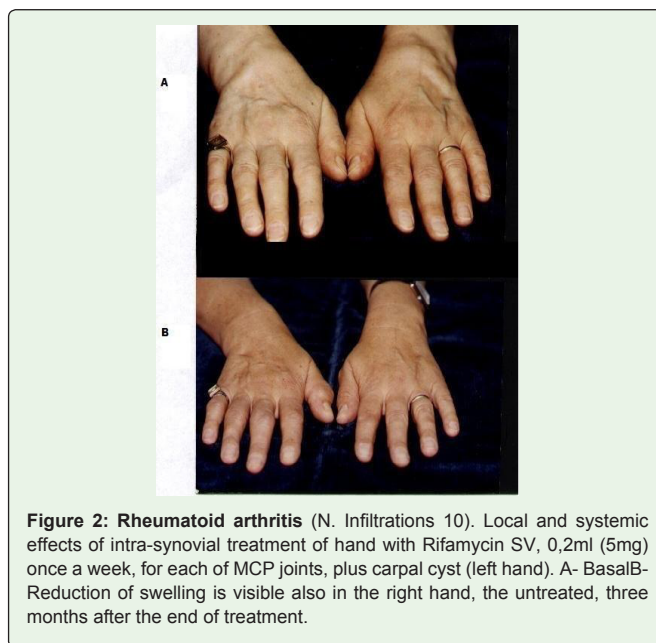 A
B
Figure 2: Rheumatoid arthritis (N. Infiltrations 10). Local and systemic
effects of intra-synovial treatment of hand with Rifamycin SV, 0,2ml (5mg)
once a week, for each of MCP joints, plus carpal cyst (left hand). A- BasalB-
Reduction of swelling is visible also in the right hand, the untreated, three
months after the end of treatment.